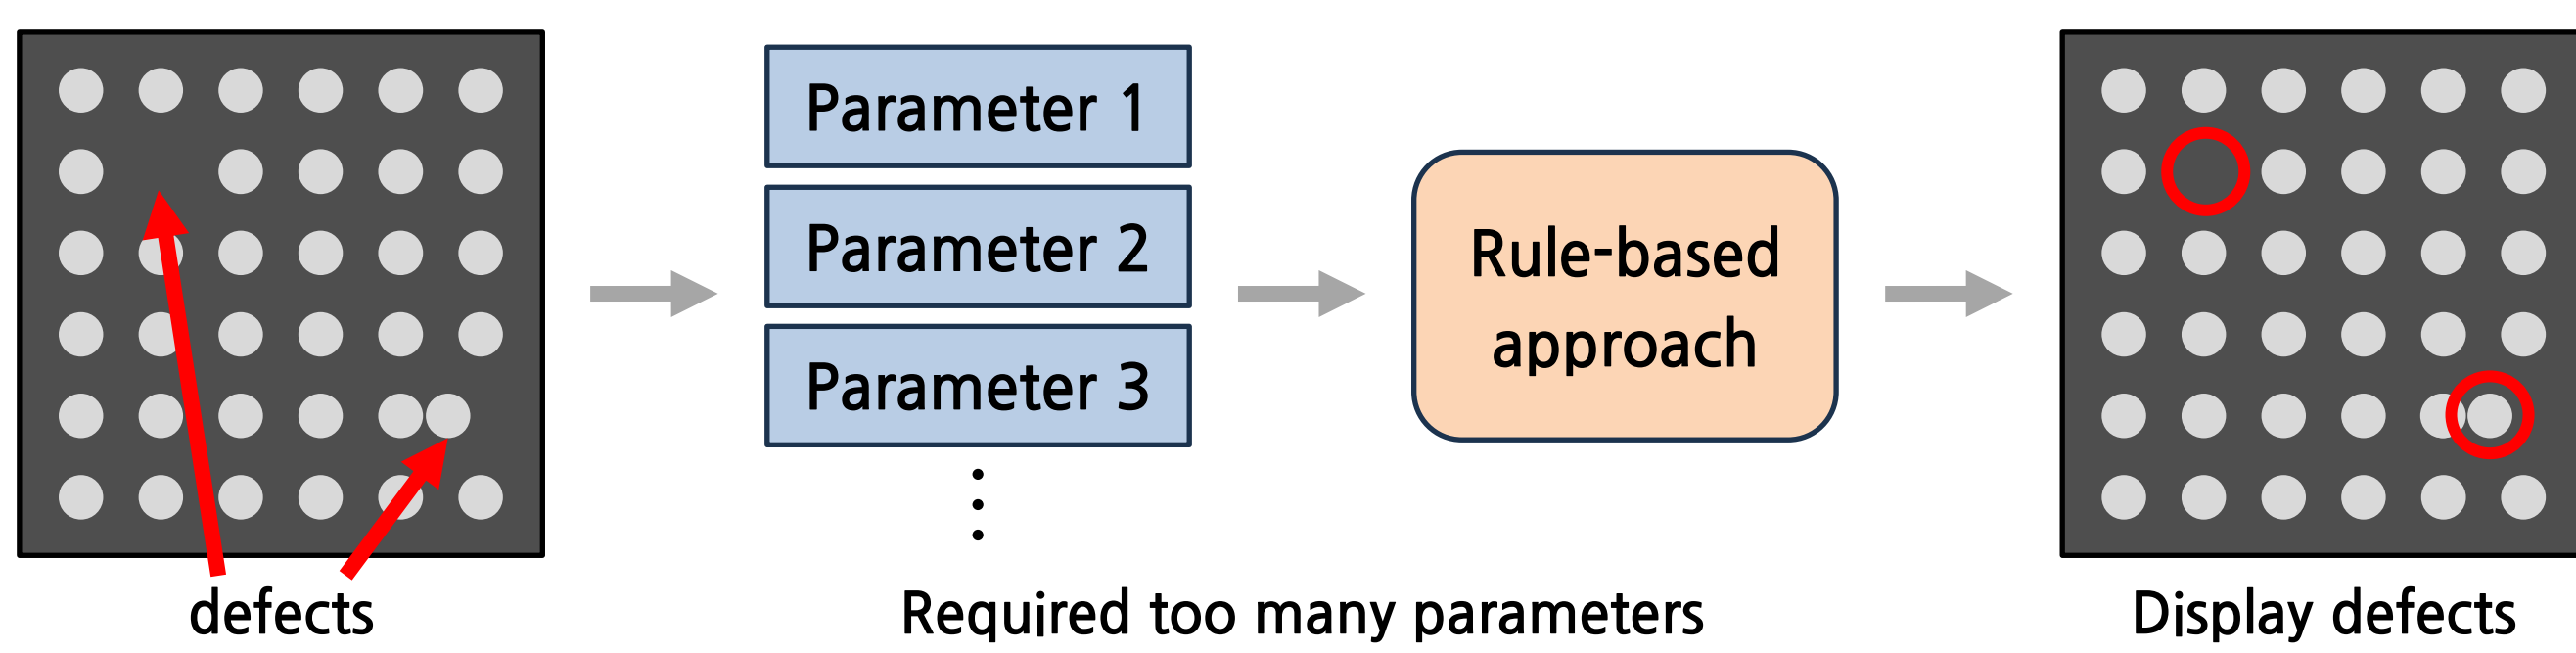 Parameter 1
Parameter 2
Parameter 3
Rule-based
approach
defects
Required too many parameters
Display defects